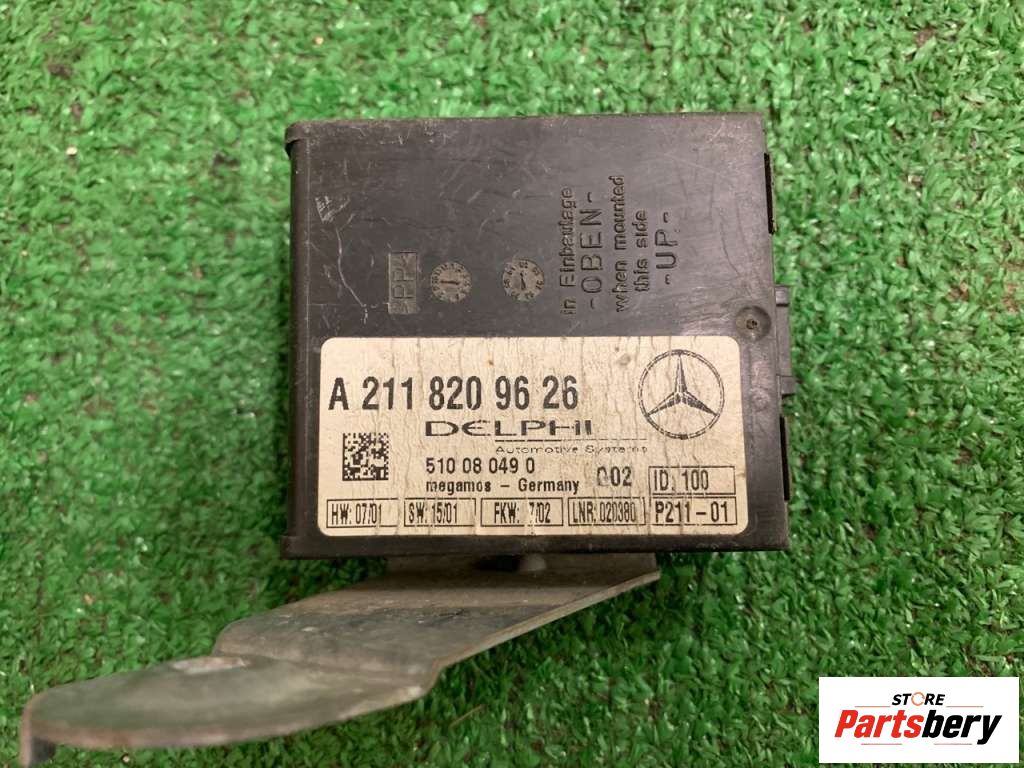 in Einbautage
-OBEN-
when mounted
this side
-UP-
>PP<
A 211 820 96 26
DELPHI
Automotive Systems
510 08 049 0
megamos - Germany
002
ID. 100
HW: 07/01
SW: 15/01
FKW: 7/02
LNR: 020380
P211-01
STORE
Partsbery